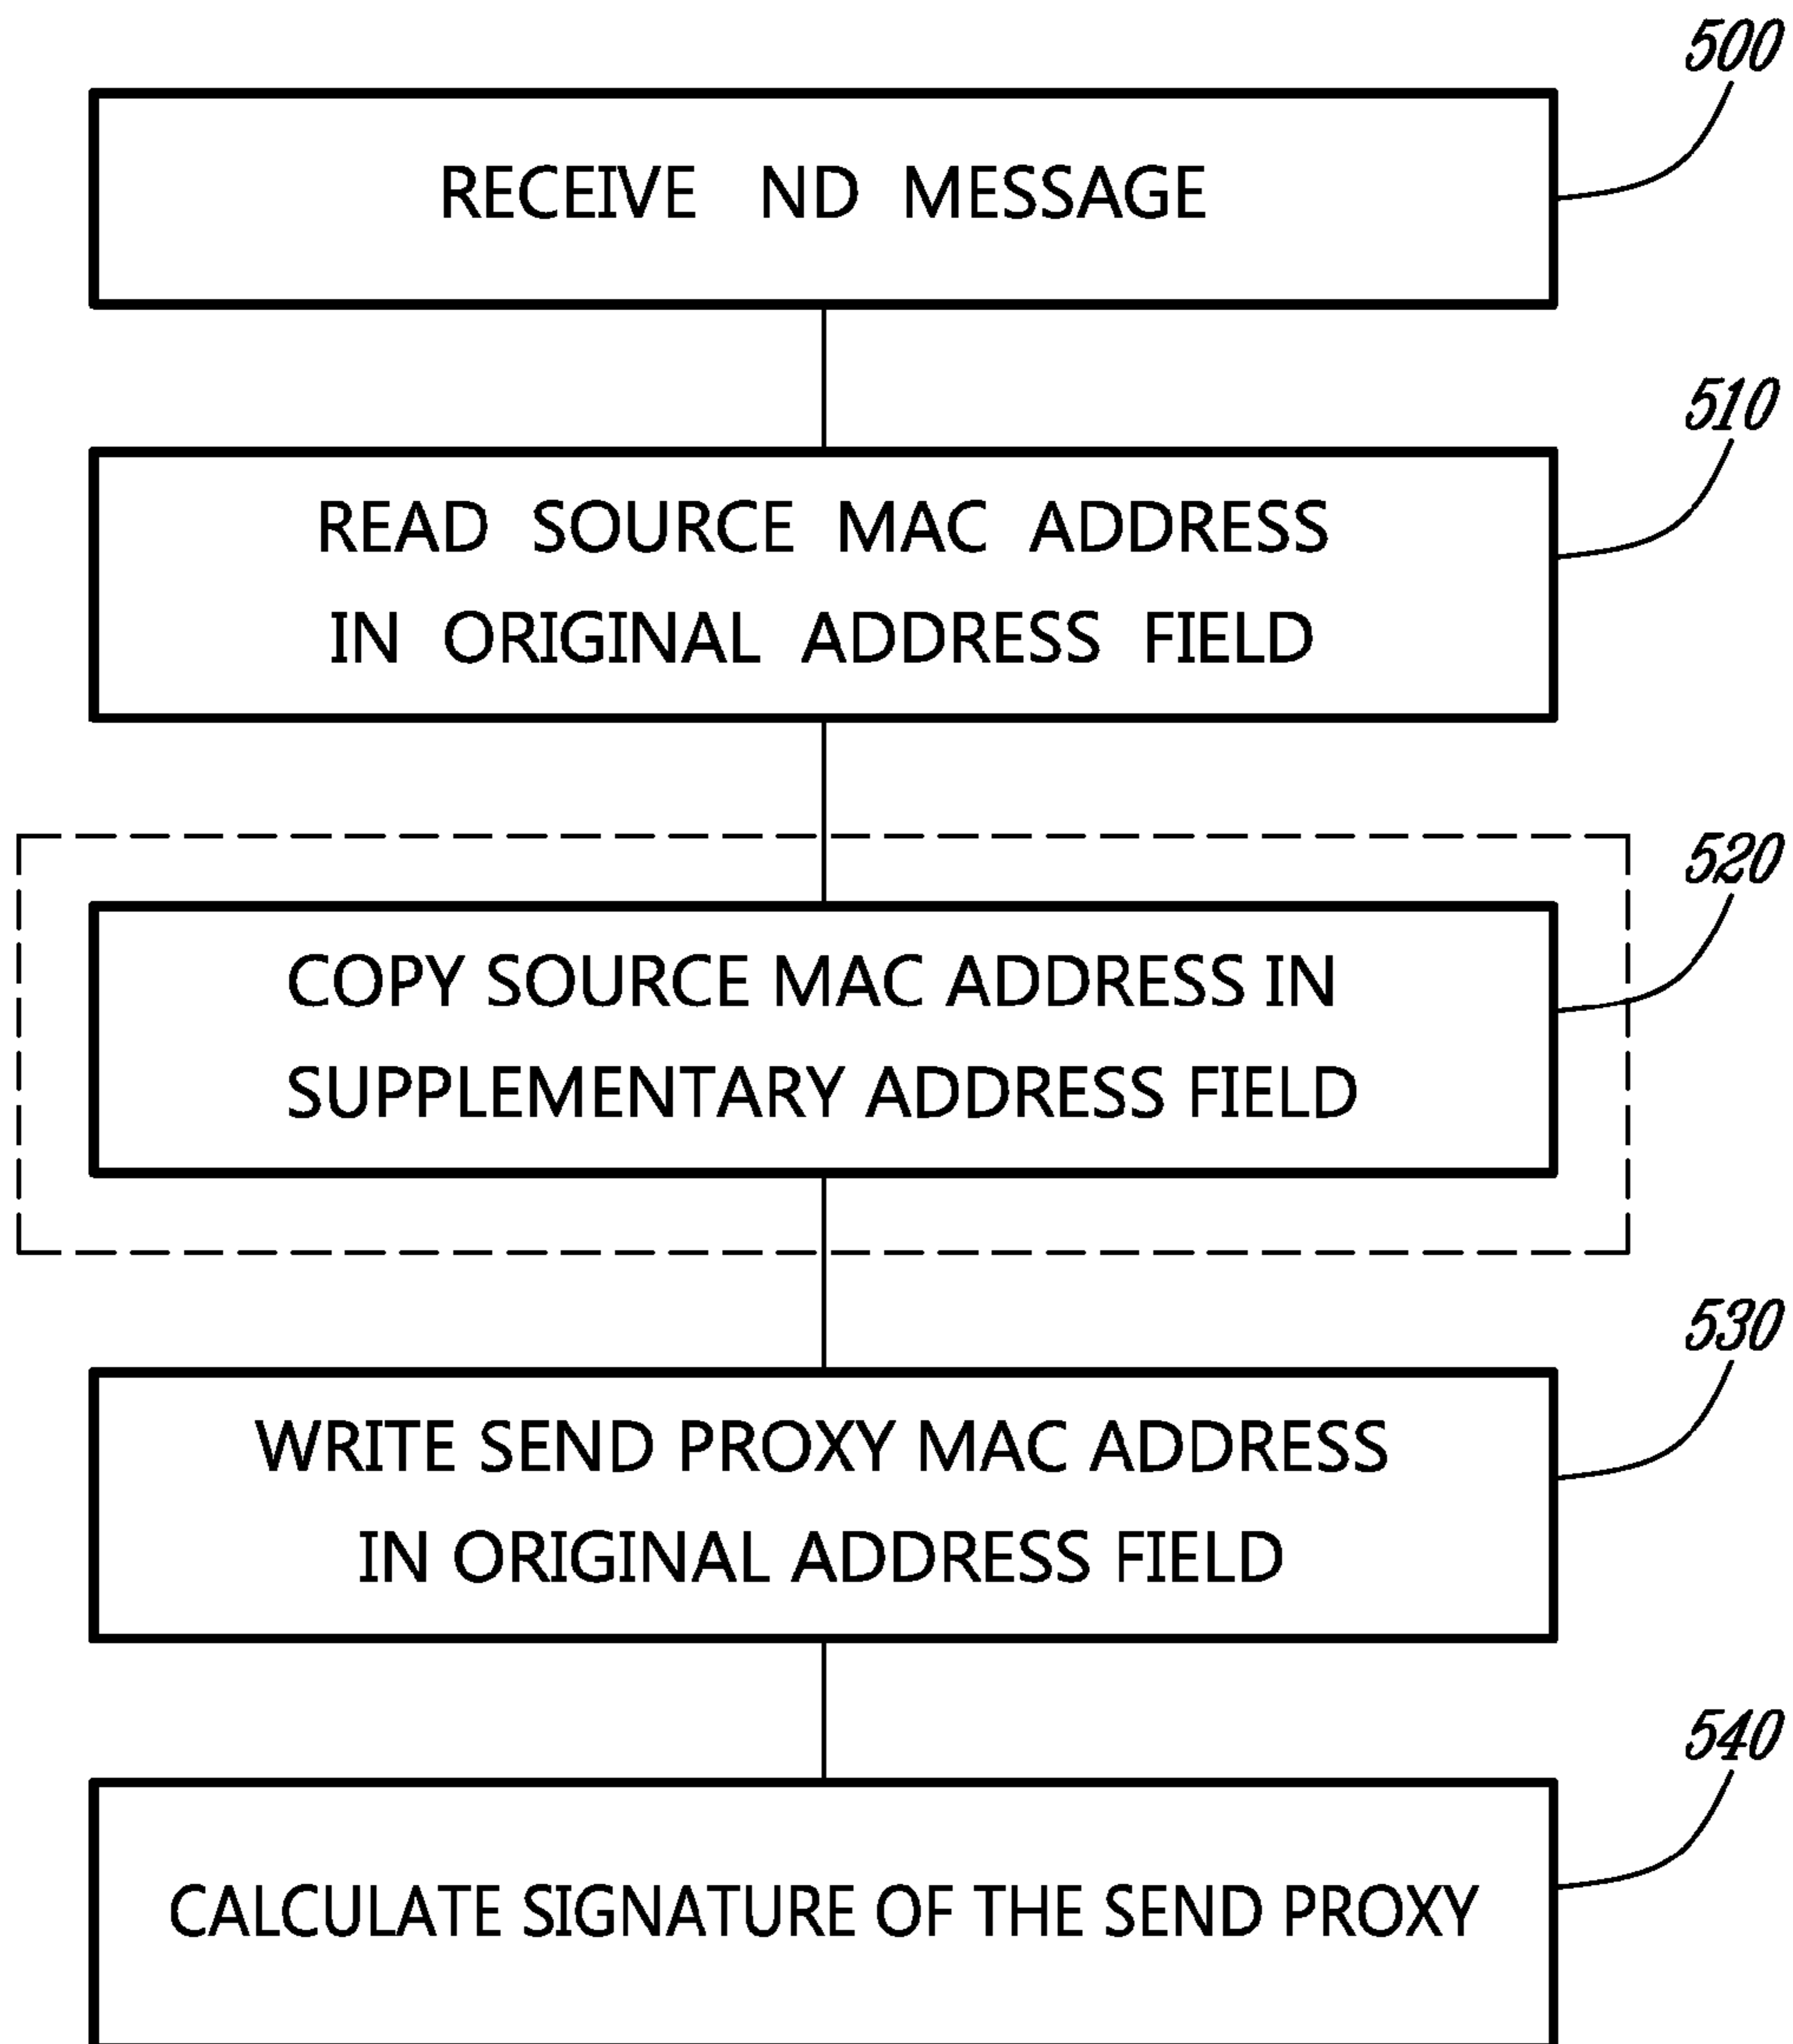 500
RECEIVE ND MESSAGE
510
READ SOURCE MAC ADDRESS
IN ORIGINAL ADDRESS FIELD
520
COPY SOURCE MAC ADDRESS IN
SUPPLEMENTARY ADDRESS FIELD
530
WRITE SEND PROXY MAC ADDRESS
IN ORIGINAL ADDRESS FIELD
540
CALCULATE SIGNATURE OF THE SEND PROXY